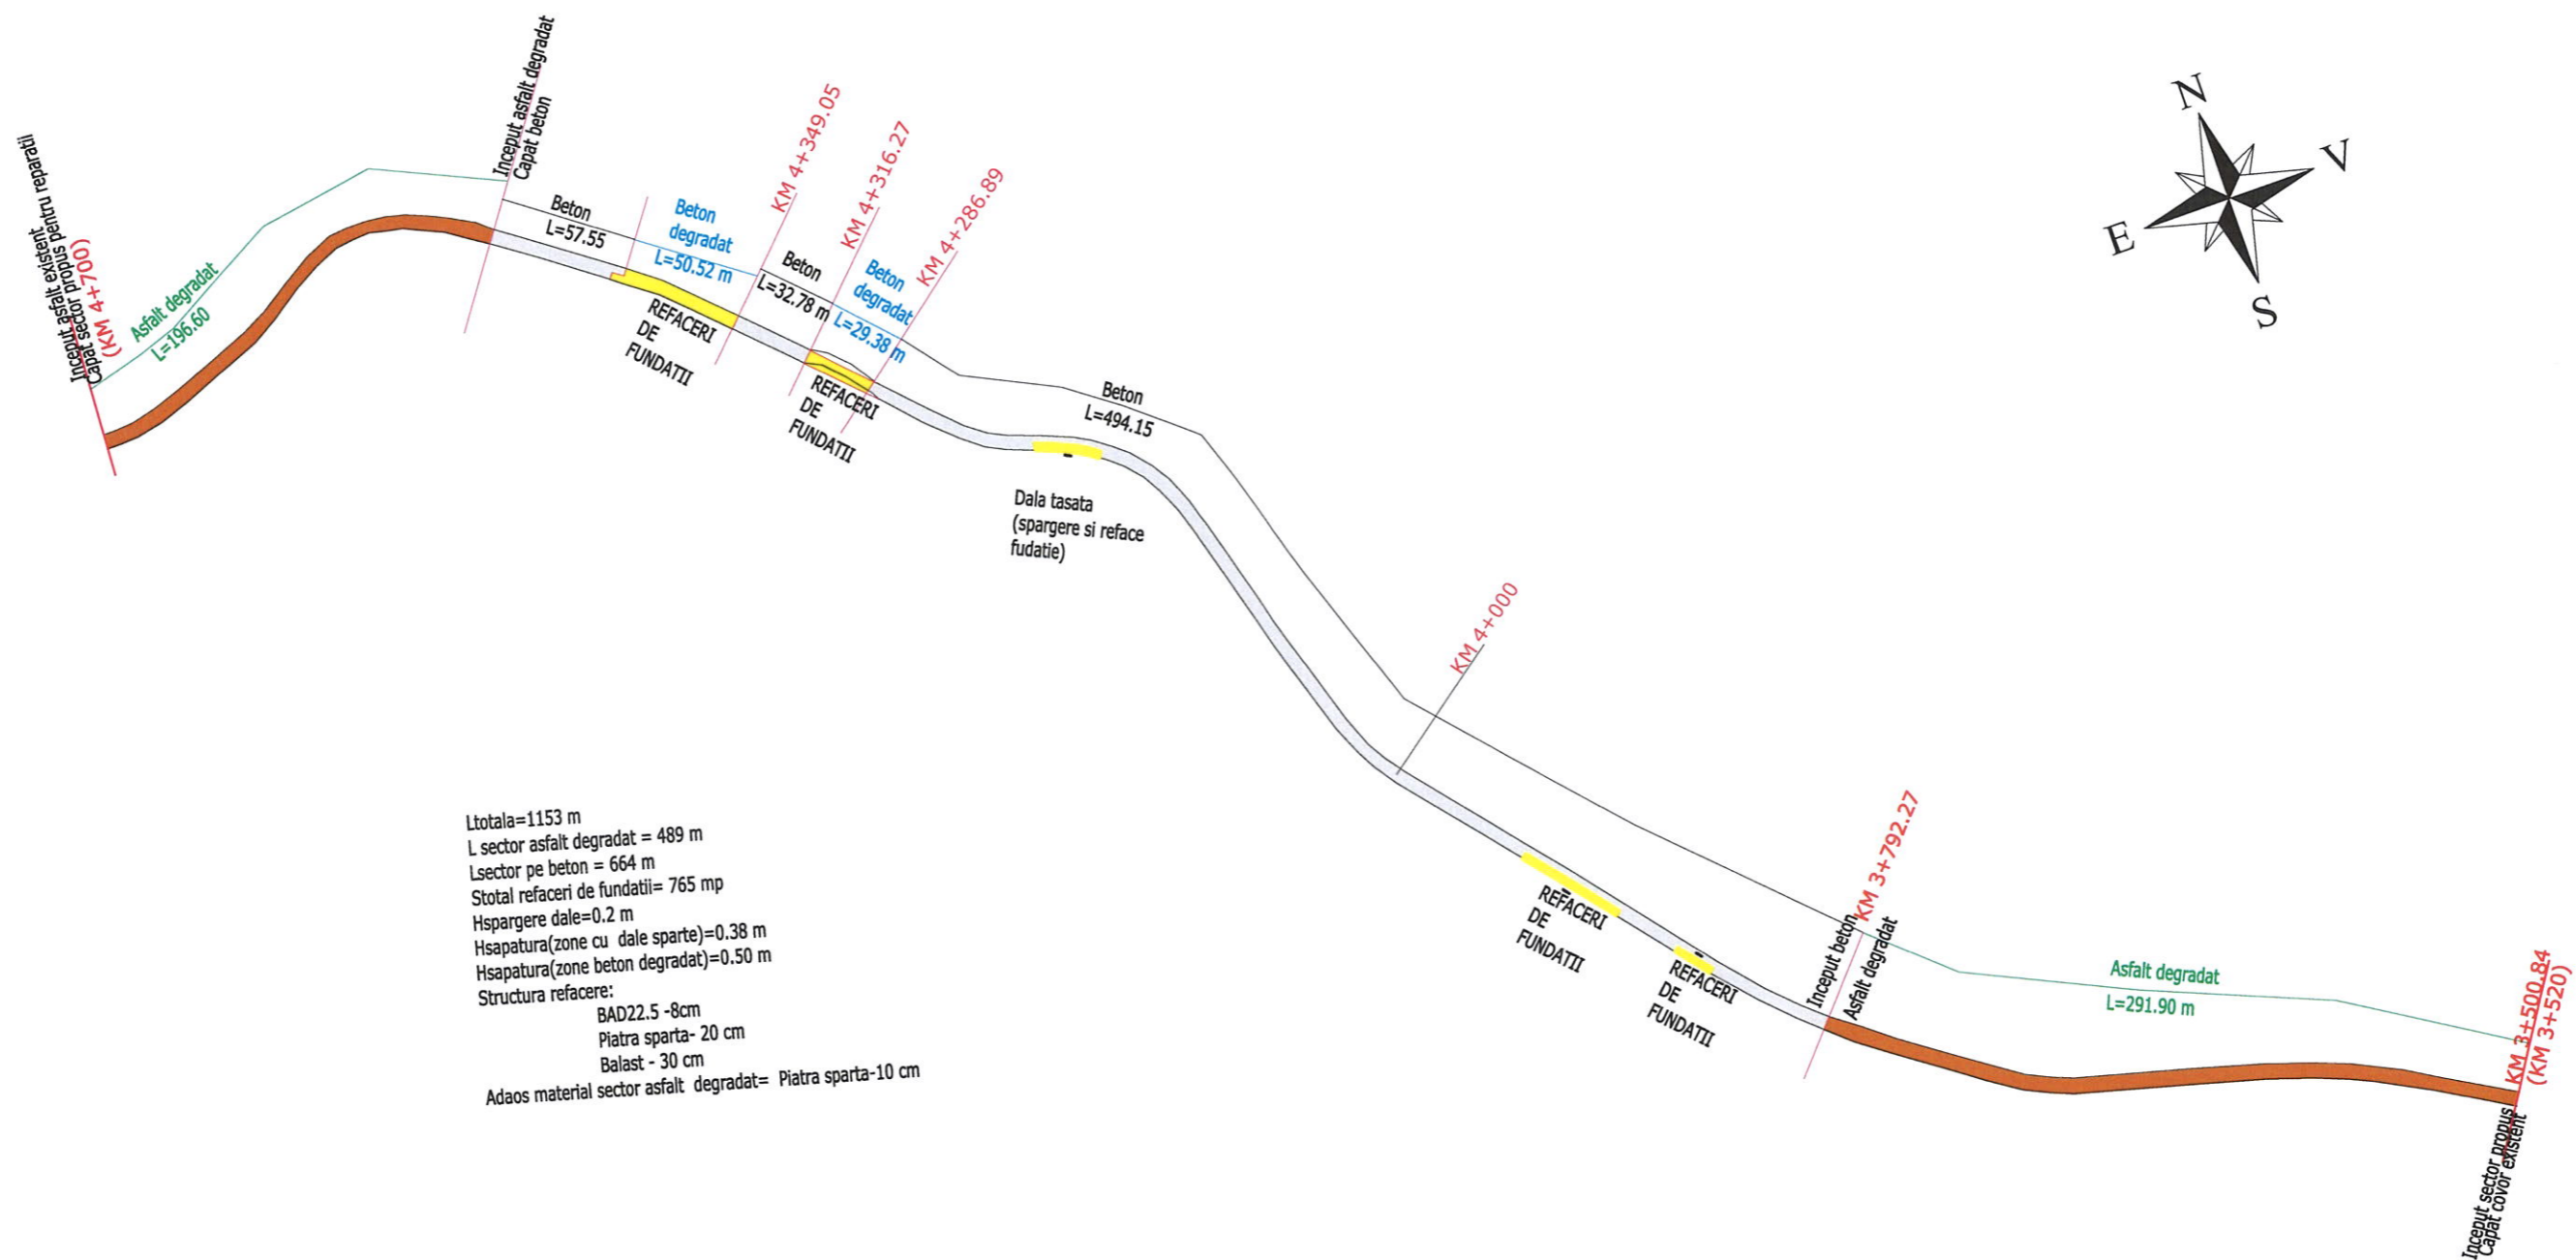 Inceput asfalt existent
Capat sector propus pentru reparatii
(KM 4+700)
Asfalt degradat
L=196.60
Inceput asfalt degradat
Capat beton
Beton
L=57.55
Beton
degradat
L=50.52 m
REFACERI
DE
FUNDATII
KM 4+349.05
Beton
L=32.78 m
KM 4+316.27
Beton
degradat
L=29.38 m
REFACERI
DE
FUNDATII
KM 4+286.89
Beton
L=494.15
Dala tasata
(spargere si reface
fudatie)
N
V
E
S
KM 4+000
REFACERI
DE
FUNDATII
REFACERI
DE
FUNDATII
Inceput beton
KM 3+792.27
Asfalt degradat
Asfalt degradat
L=291.90 m
KM 3+500.84
(KM 3+520)
Inceput sector propus
Capat covor existent
Ltotala=1153 m
L sector asfalt degradat = 489 m
Lsector pe beton = 664 m
Stotal refaceri de fundatii= 765 mp
Hspargere dale=0.2 m
Hsapatura(zone cu dale sparte)=0.38 m
Hsapatura(zone beton degradat)=0.50 m
Structura refacere:
BAD22.5 -8cm
Piatra sparta- 20 cm
Balast - 30 cm
Adaos material sector asfalt degradat= Piatra sparta-10 cm